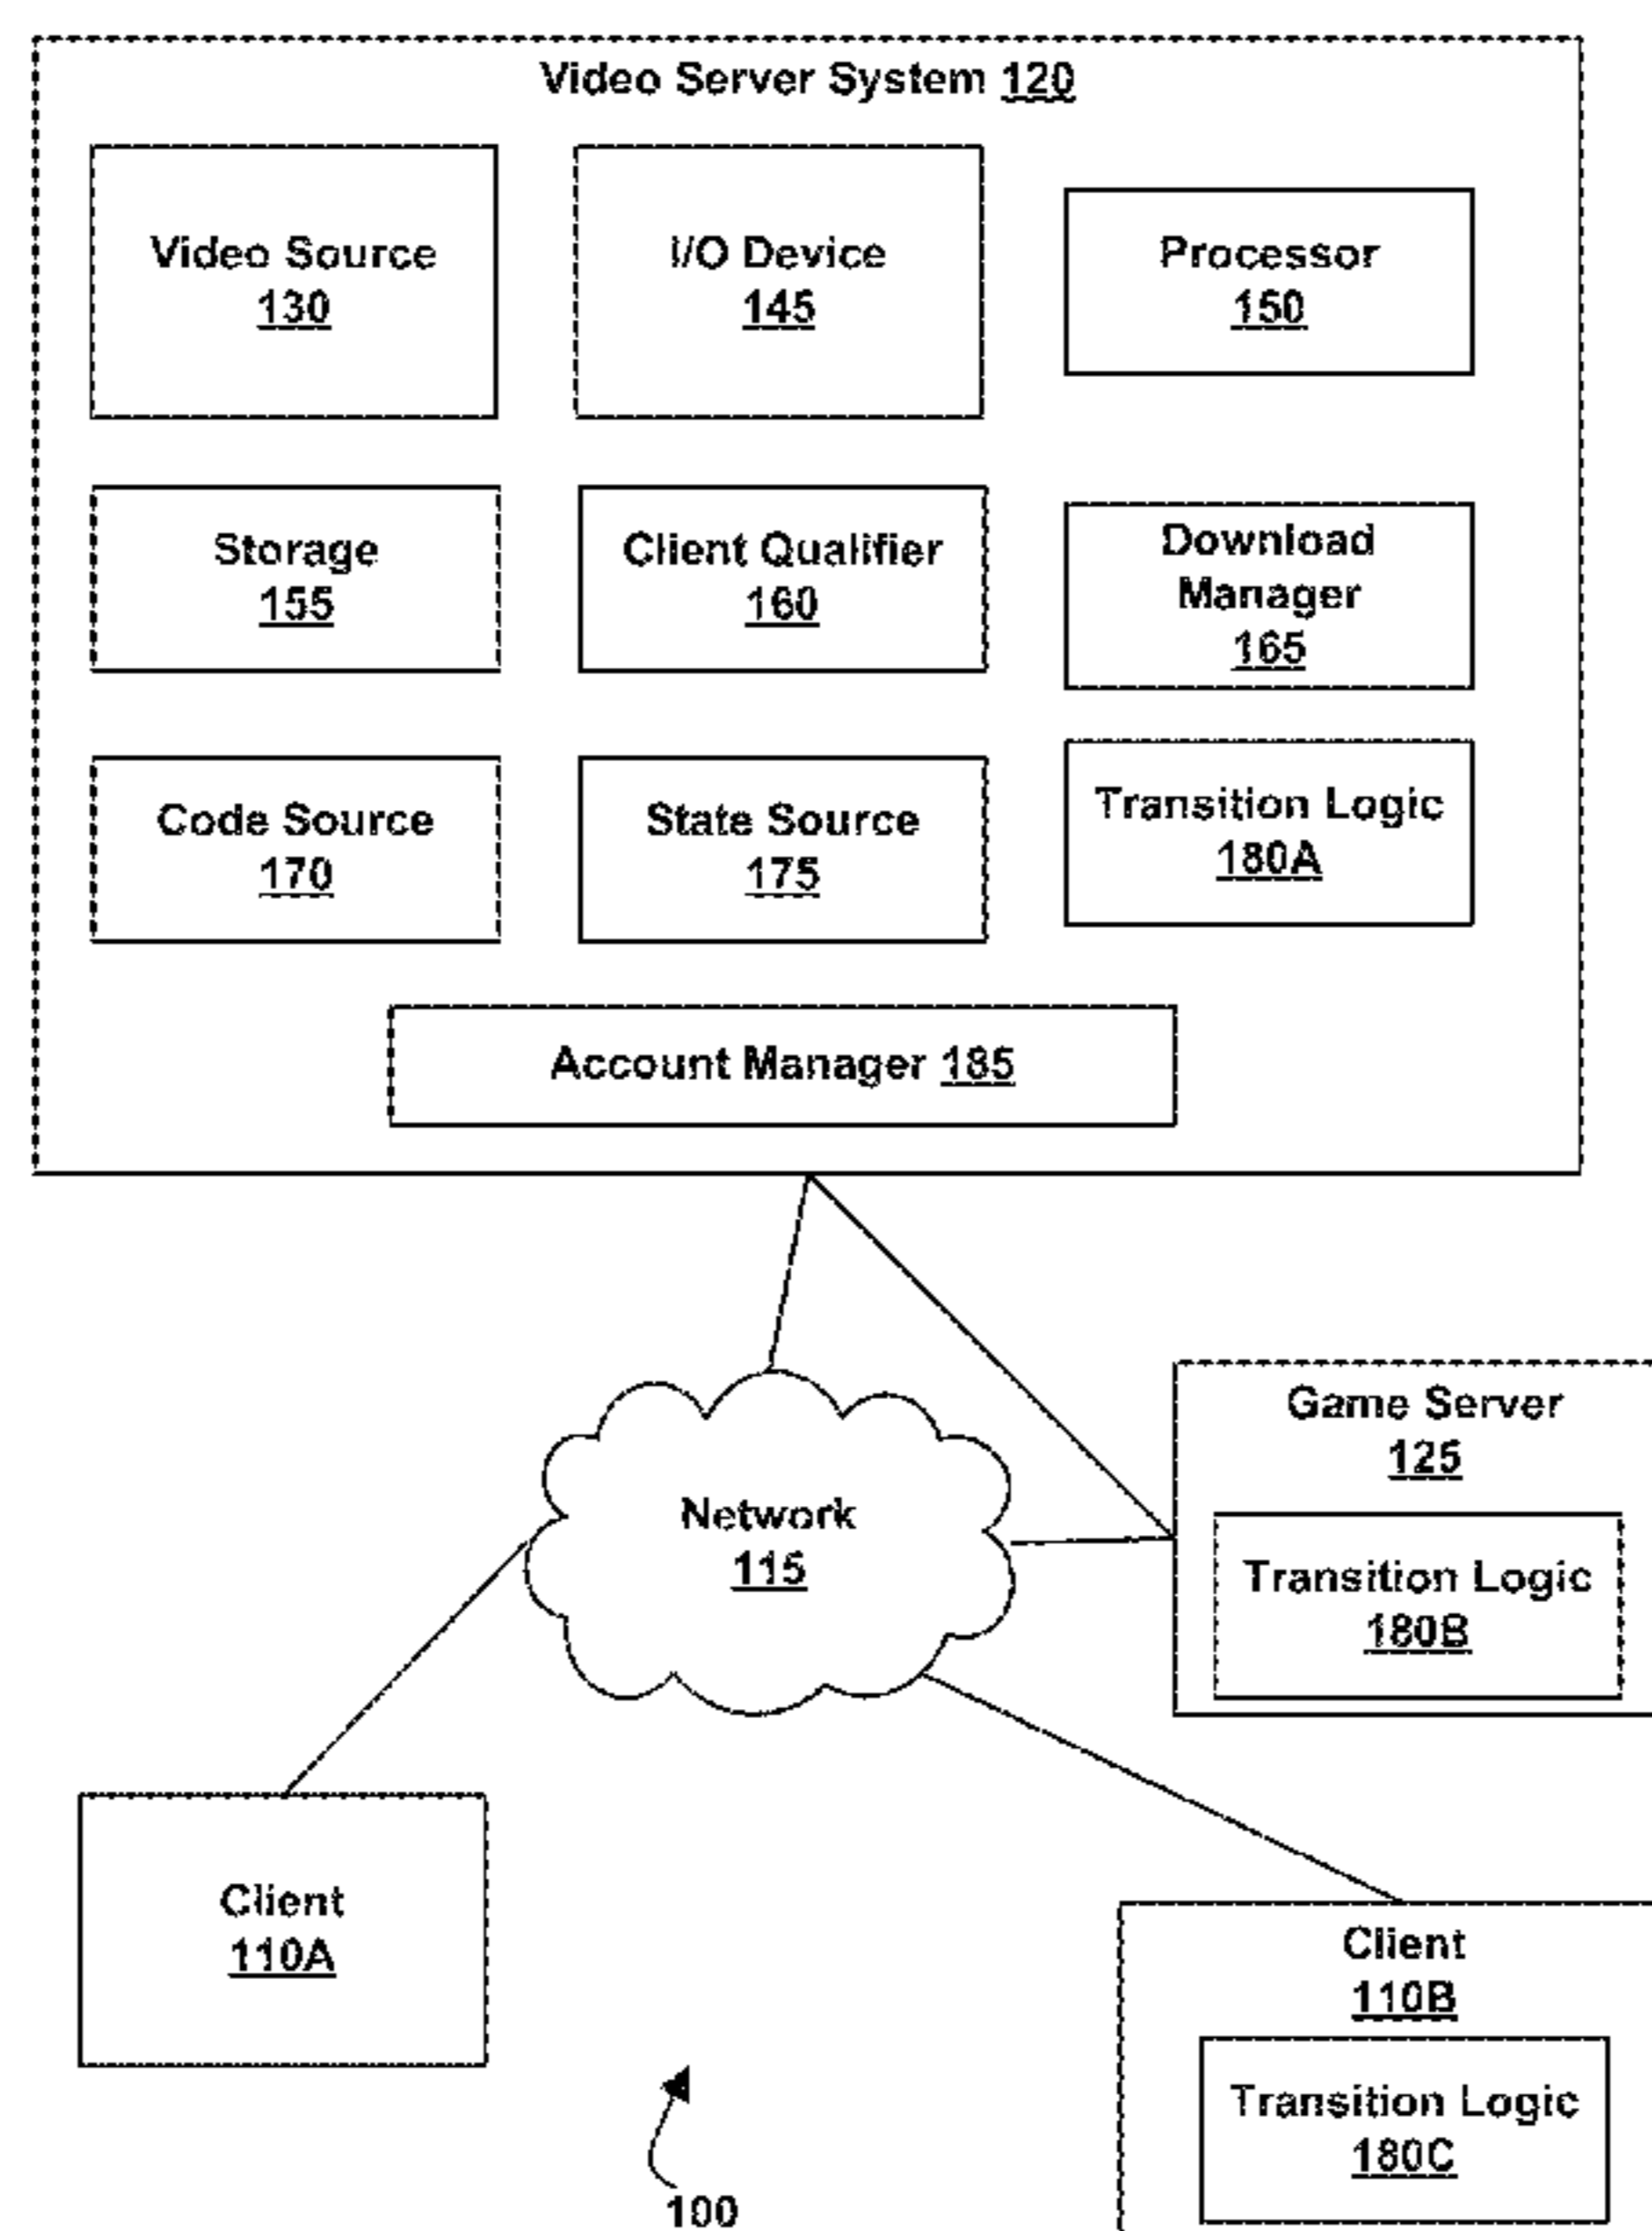 Video Server System 120
Video Source
130
I/O Device
145
Processor
150
Storage
155
Client Qualifier
160
Download
Manager
165
Code Source
170
State Source
175
Transition Logic
180A
Account Manager 185
Network
115
Game Server
125
Transition Logic
180B
Client
110A
Client
110B
Transition Logic
180C
100